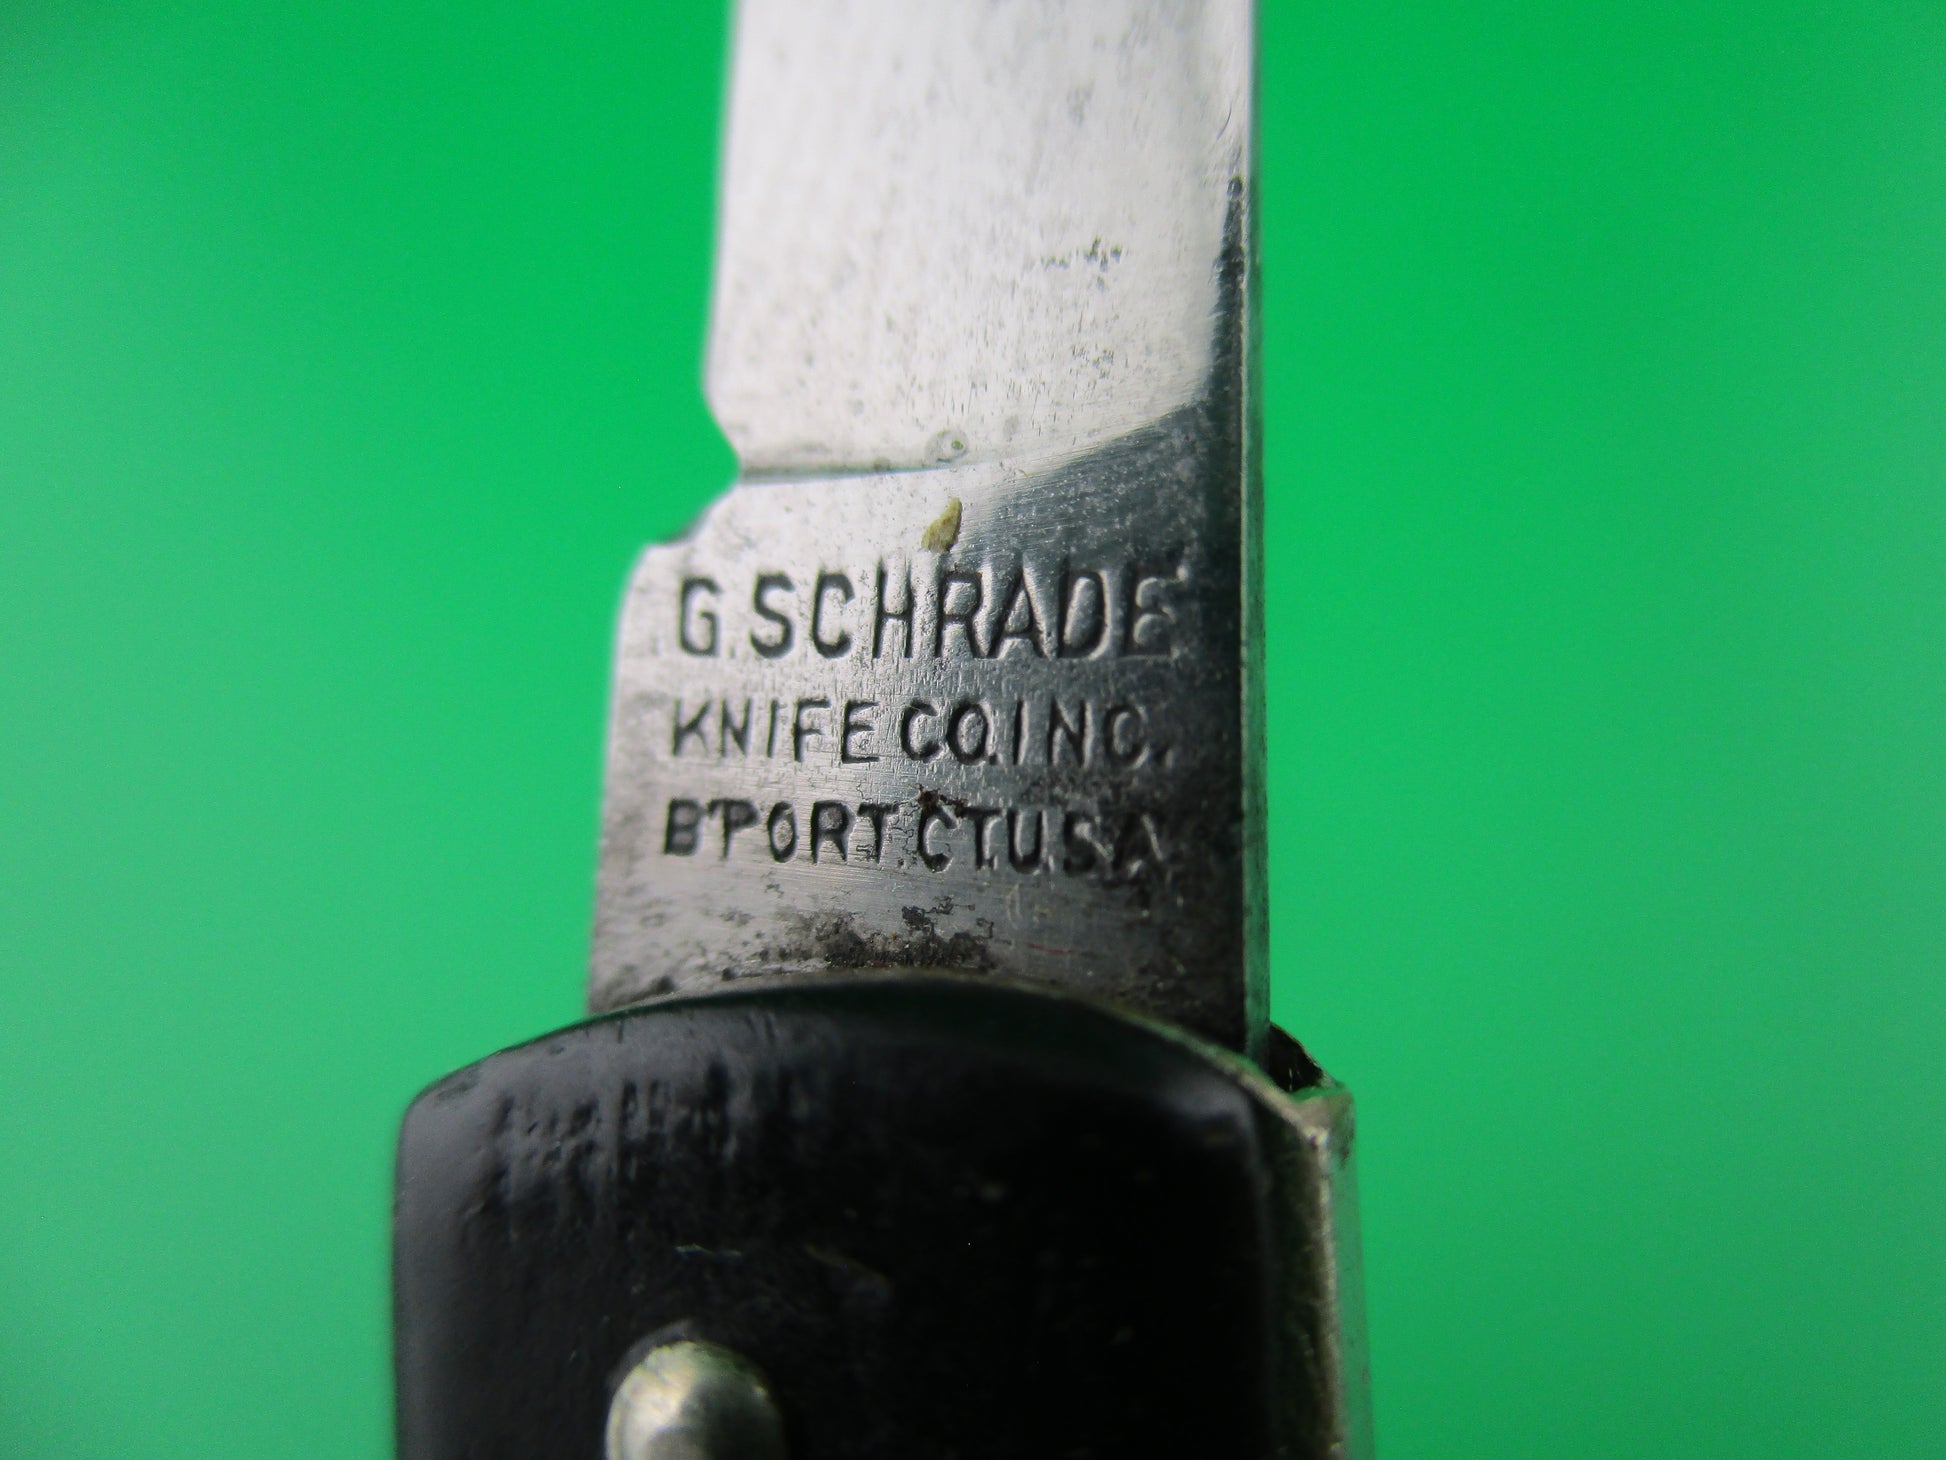 G. SCHRADE
KNIFE CO. INC.
B'PORT. CT. U.S.A.